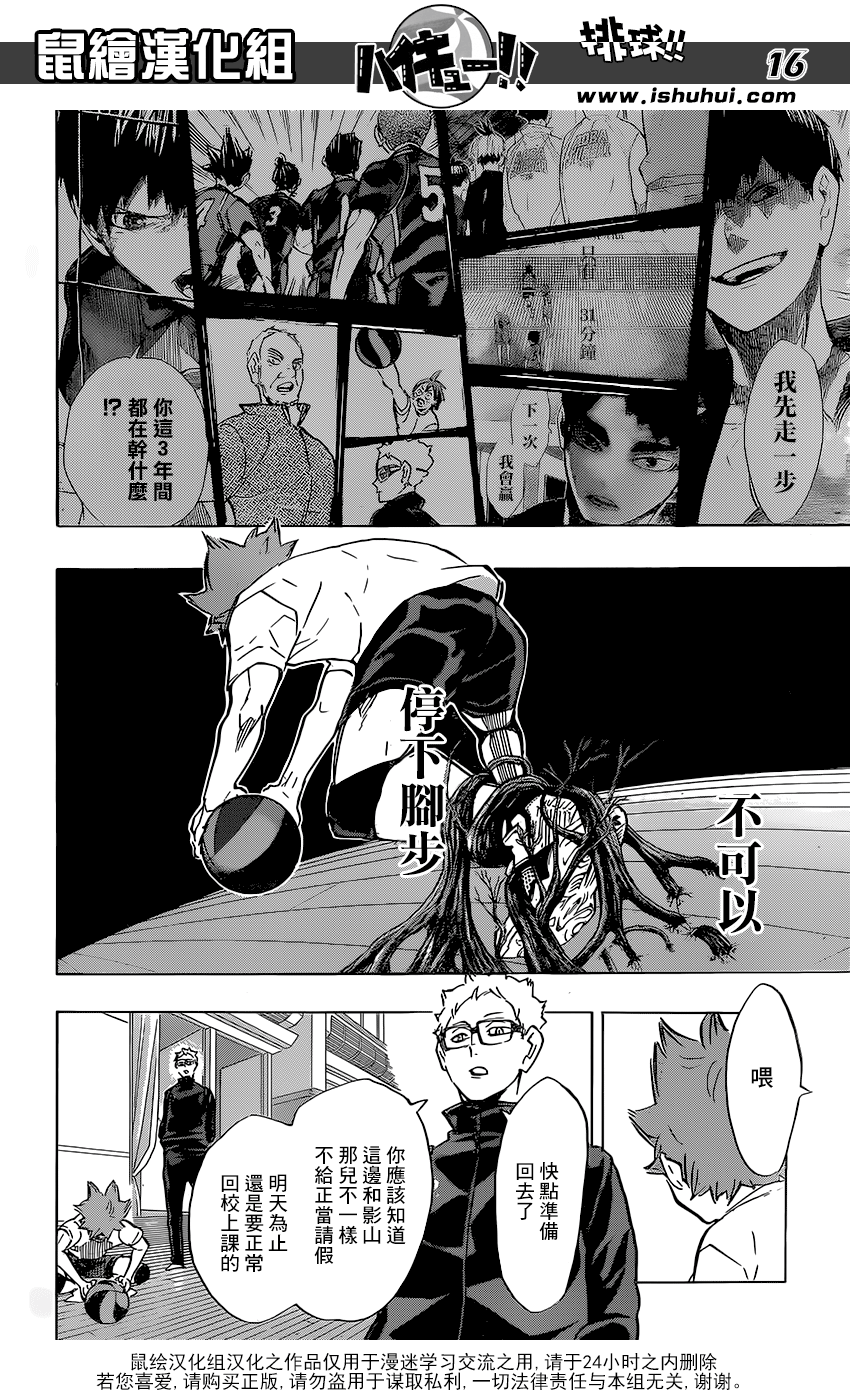 鼠繪漢化組
ハイキュー!!
排球!!
16
www.ishuhui.com
5
3
4
只有
31分鐘
我先走一步
下一次
我會贏
你這3年間
都在幹什麼
!?
不可以
停下腳步
喂
快點準備
回去了
你應該知道
這邊和影山
那兒不一樣
不給正當請假
明天為止
還是要正常
回校上課的
鼠绘汉化组汉化之作品仅用于漫迷学习交流之用,请于24小时之内删除
若您喜爱,请购买正版,请勿盗用于谋取私利,一切法律责任与本组无关,谢谢。